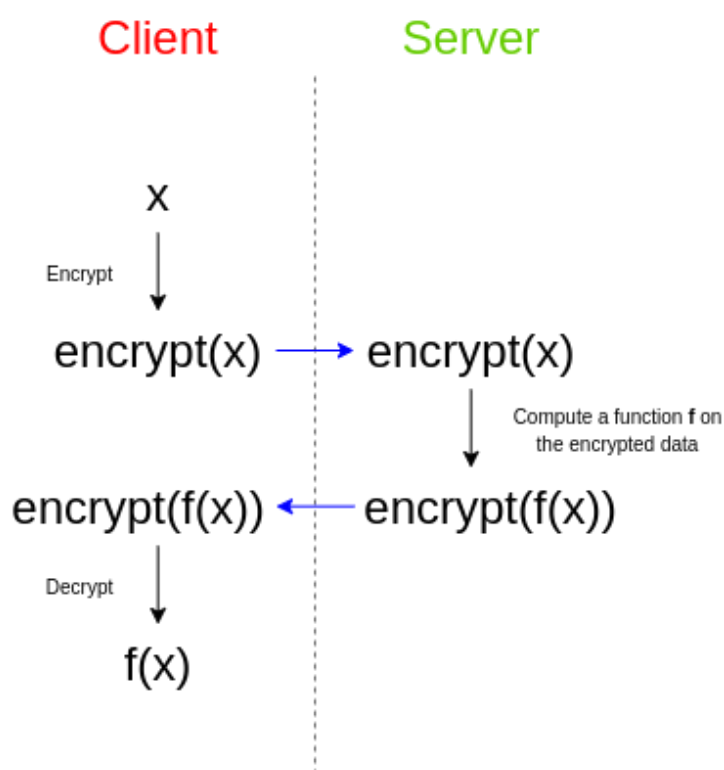 Client
Server
x
Encrypt
encrypt(x)
encrypt(x)
Compute a function f on
the encrypted data
encrypt(f(x))
encrypt(f(x))
Decrypt
f(x)